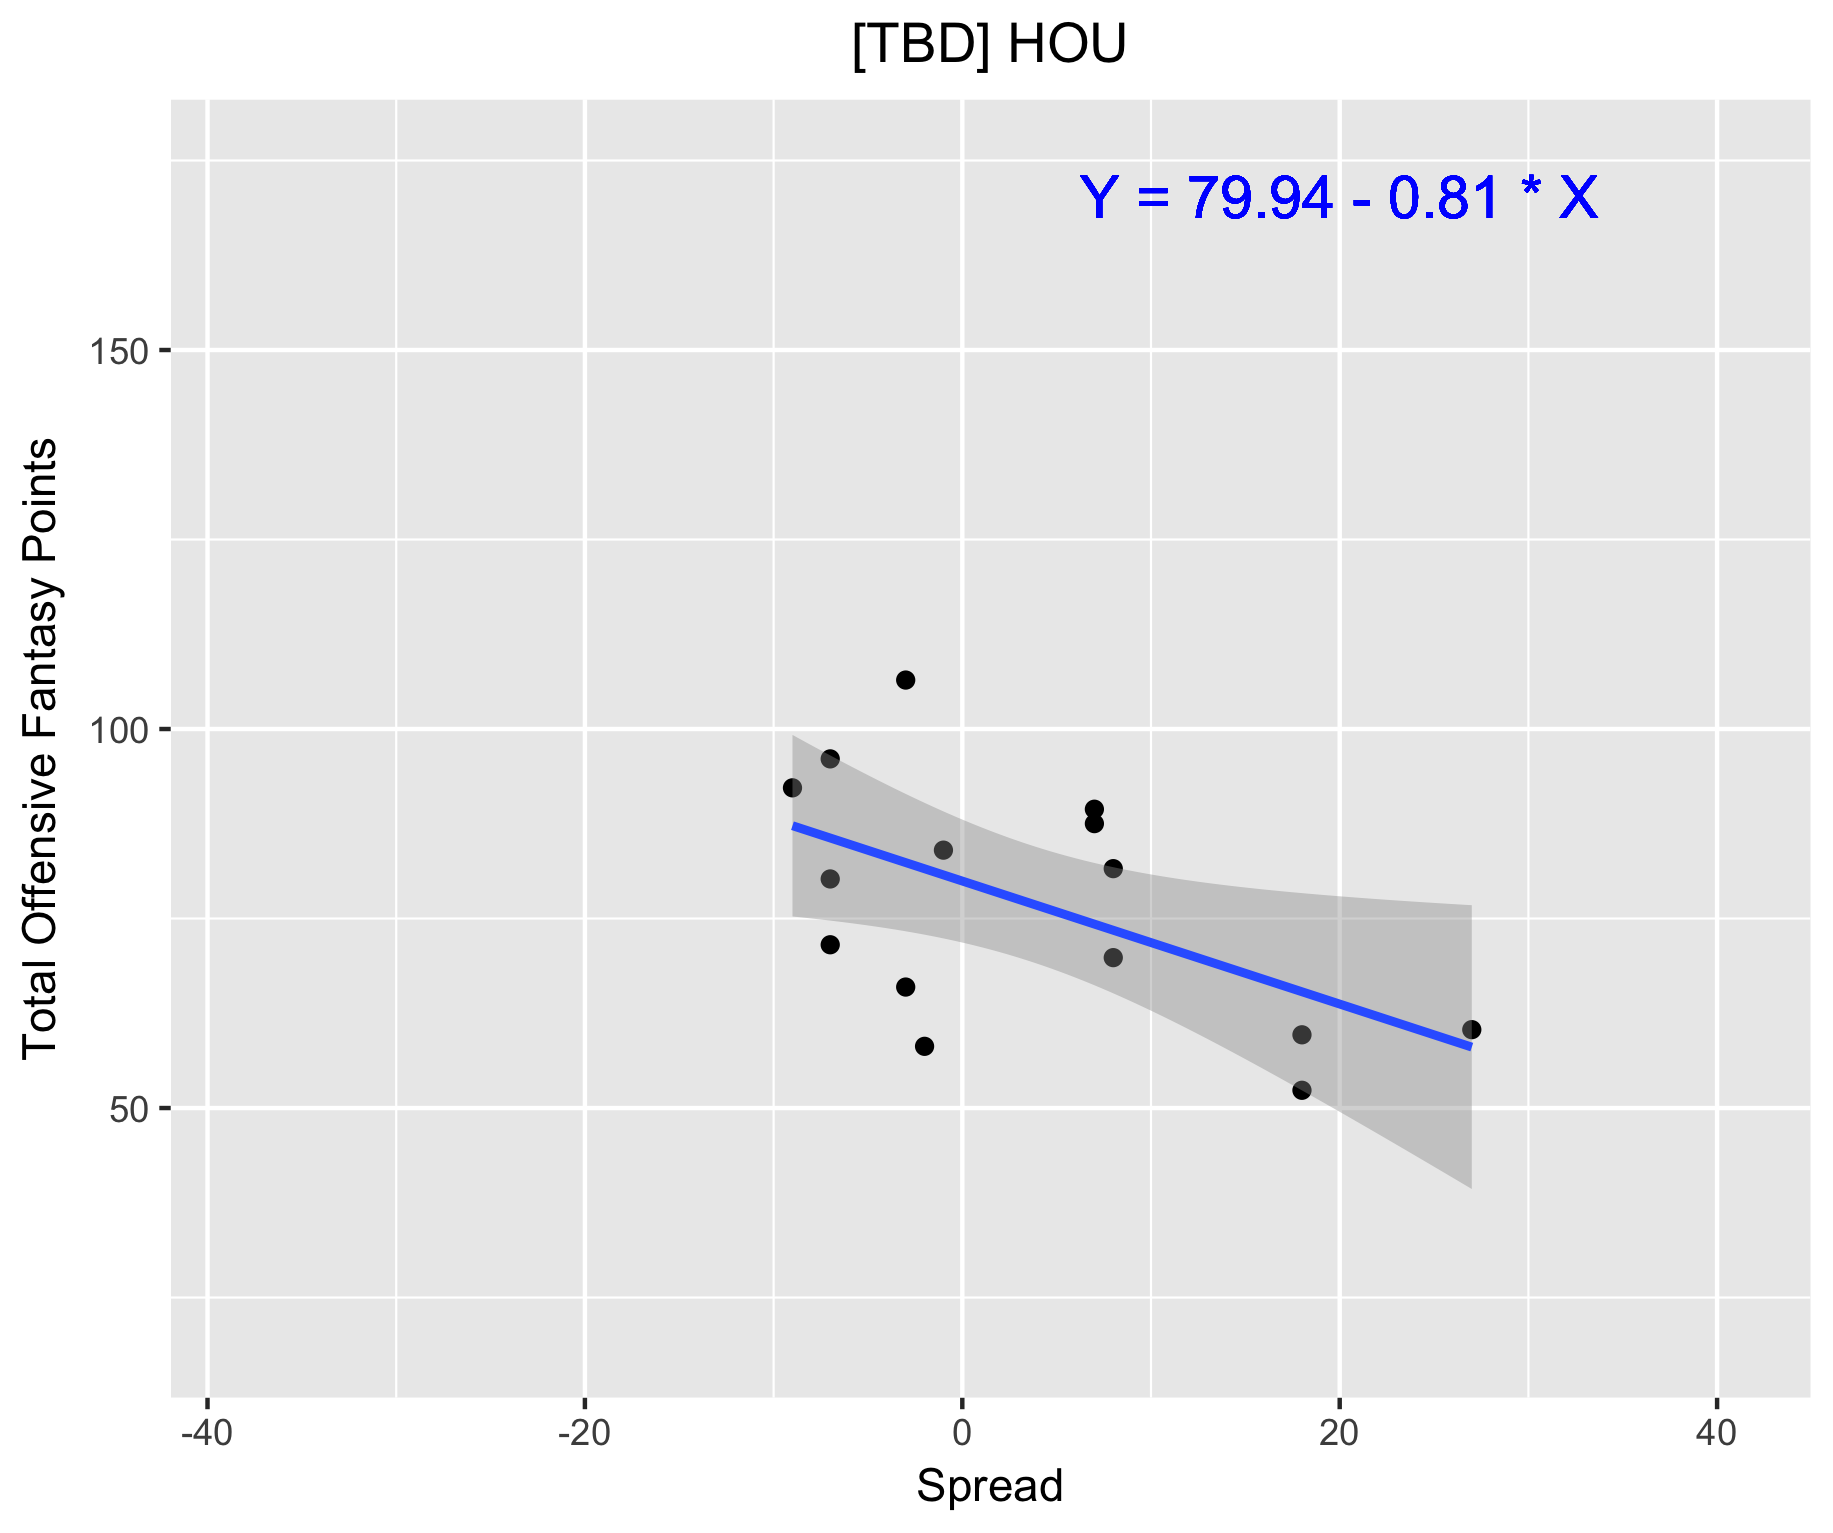 [TBD] HOU
Y = 79.94 - 0.81 * X
Total Offensive Fantasy Points
150
100
50
-40
-20
0
20
40
Spread